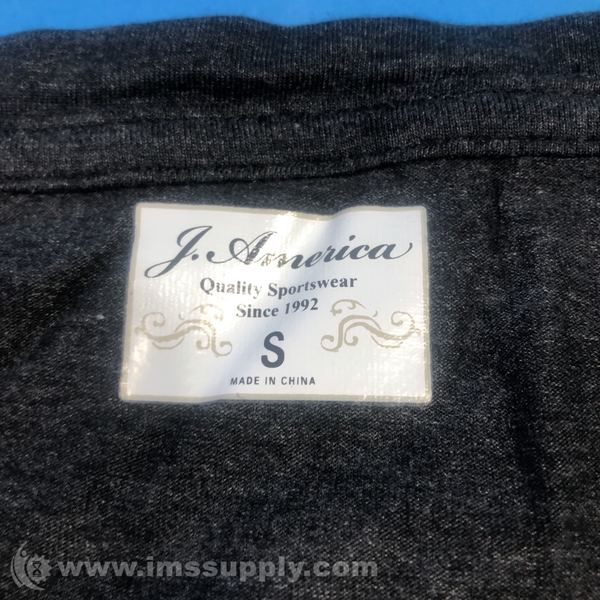 J. America
Quality Sportswear
Since 1992
S
MADE IN CHINA
www.imssupply.com